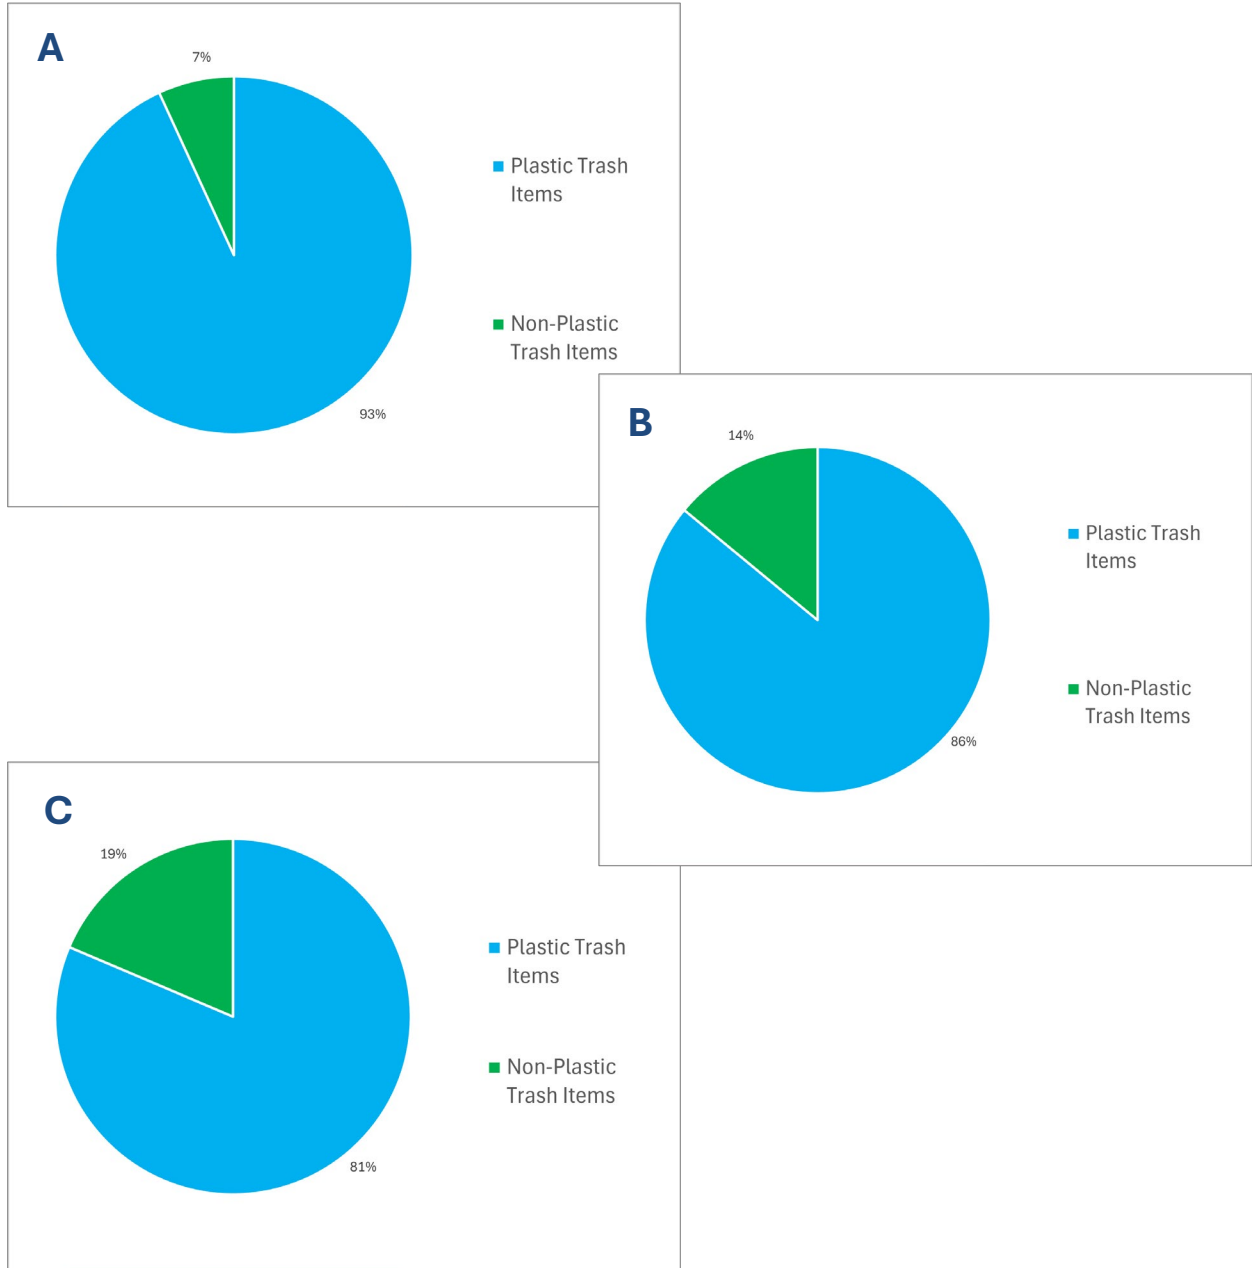 A
7%
Plastic Trash
Items
Non-Plastic
Trash Items
93%
B
14%
Plastic Trash
Items
Non-Plastic
Trash Items
86%
C
19%
Plastic Trash
Items
Non-Plastic
Trash Items
81%